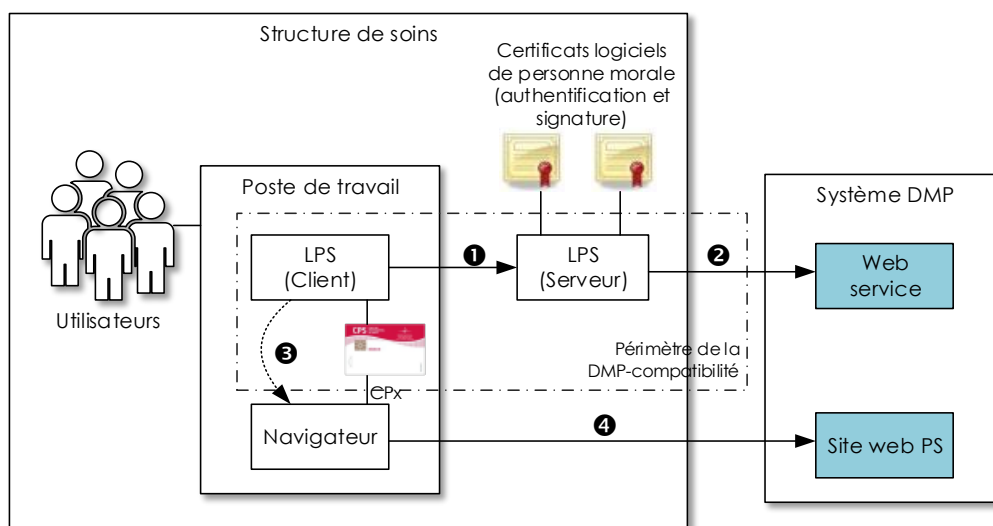 Structure de soins
Certificats logiciels
de personne morale
(authentification et
signature)
Poste de travail
Système DMP
LPS
(Client)
❶
LPS
(Serveur)
❷
Web
service
Utilisateurs
❸
CPS
Périmètre de la
DMP-compatibilité
CPx
Navigateur
❹
Site web PS